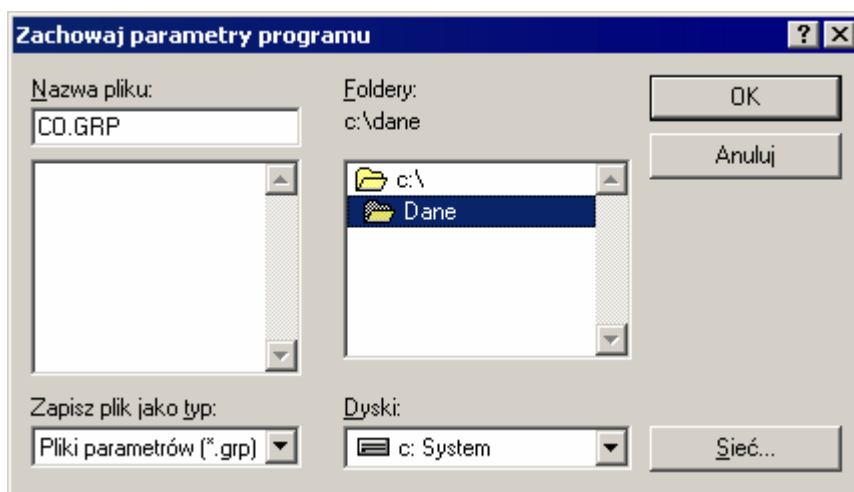 Zachowaj parametry programu
Nazwa pliku:
CO.GRP
Foldery:
c:\dane
c:\
Dane
OK
Anuluj
Zapisz plik jako typ:
Pliki parametrów (*.grp)
Dyski:
c: System
Sieć...